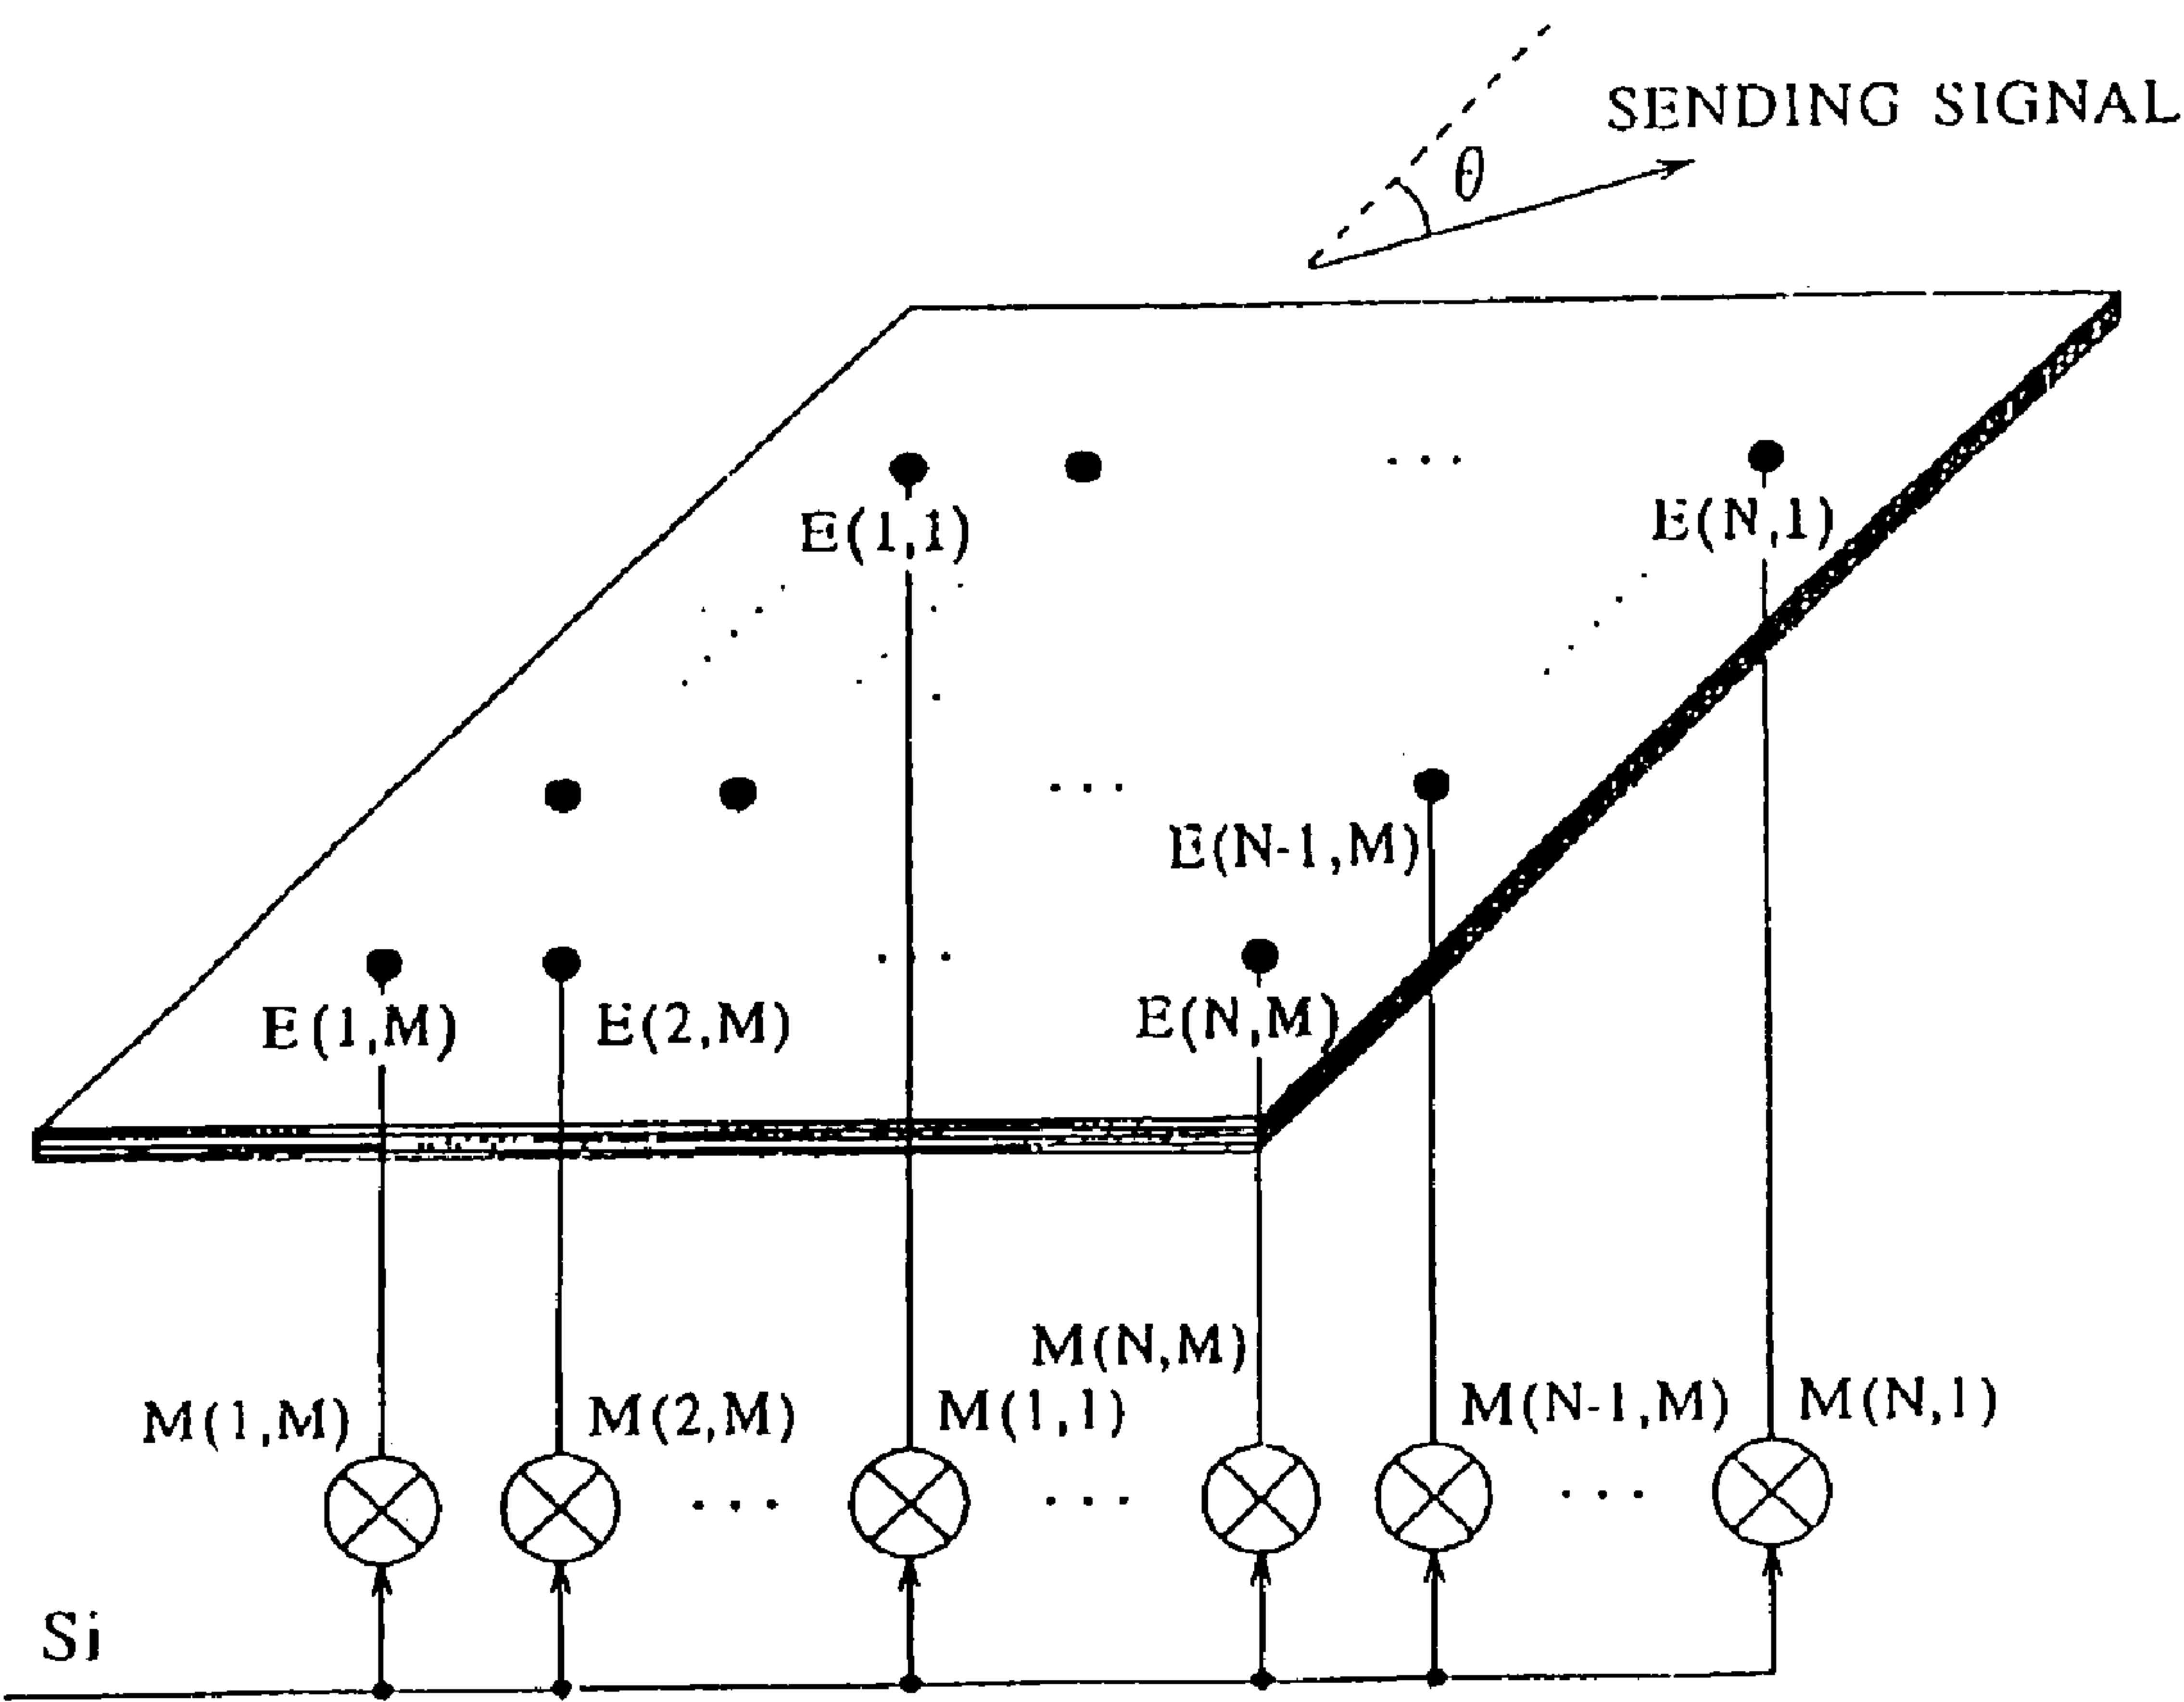 SENDING SIGNAL
θ
E(1,1)
E(N,1)
E(N-1,M)
E(1,M)
E(2,M)
E(N,M)
M(N,M)
M(1,M)
M(2,M)
M(1,1)
M(N-1,M)
M(N,1)
Si